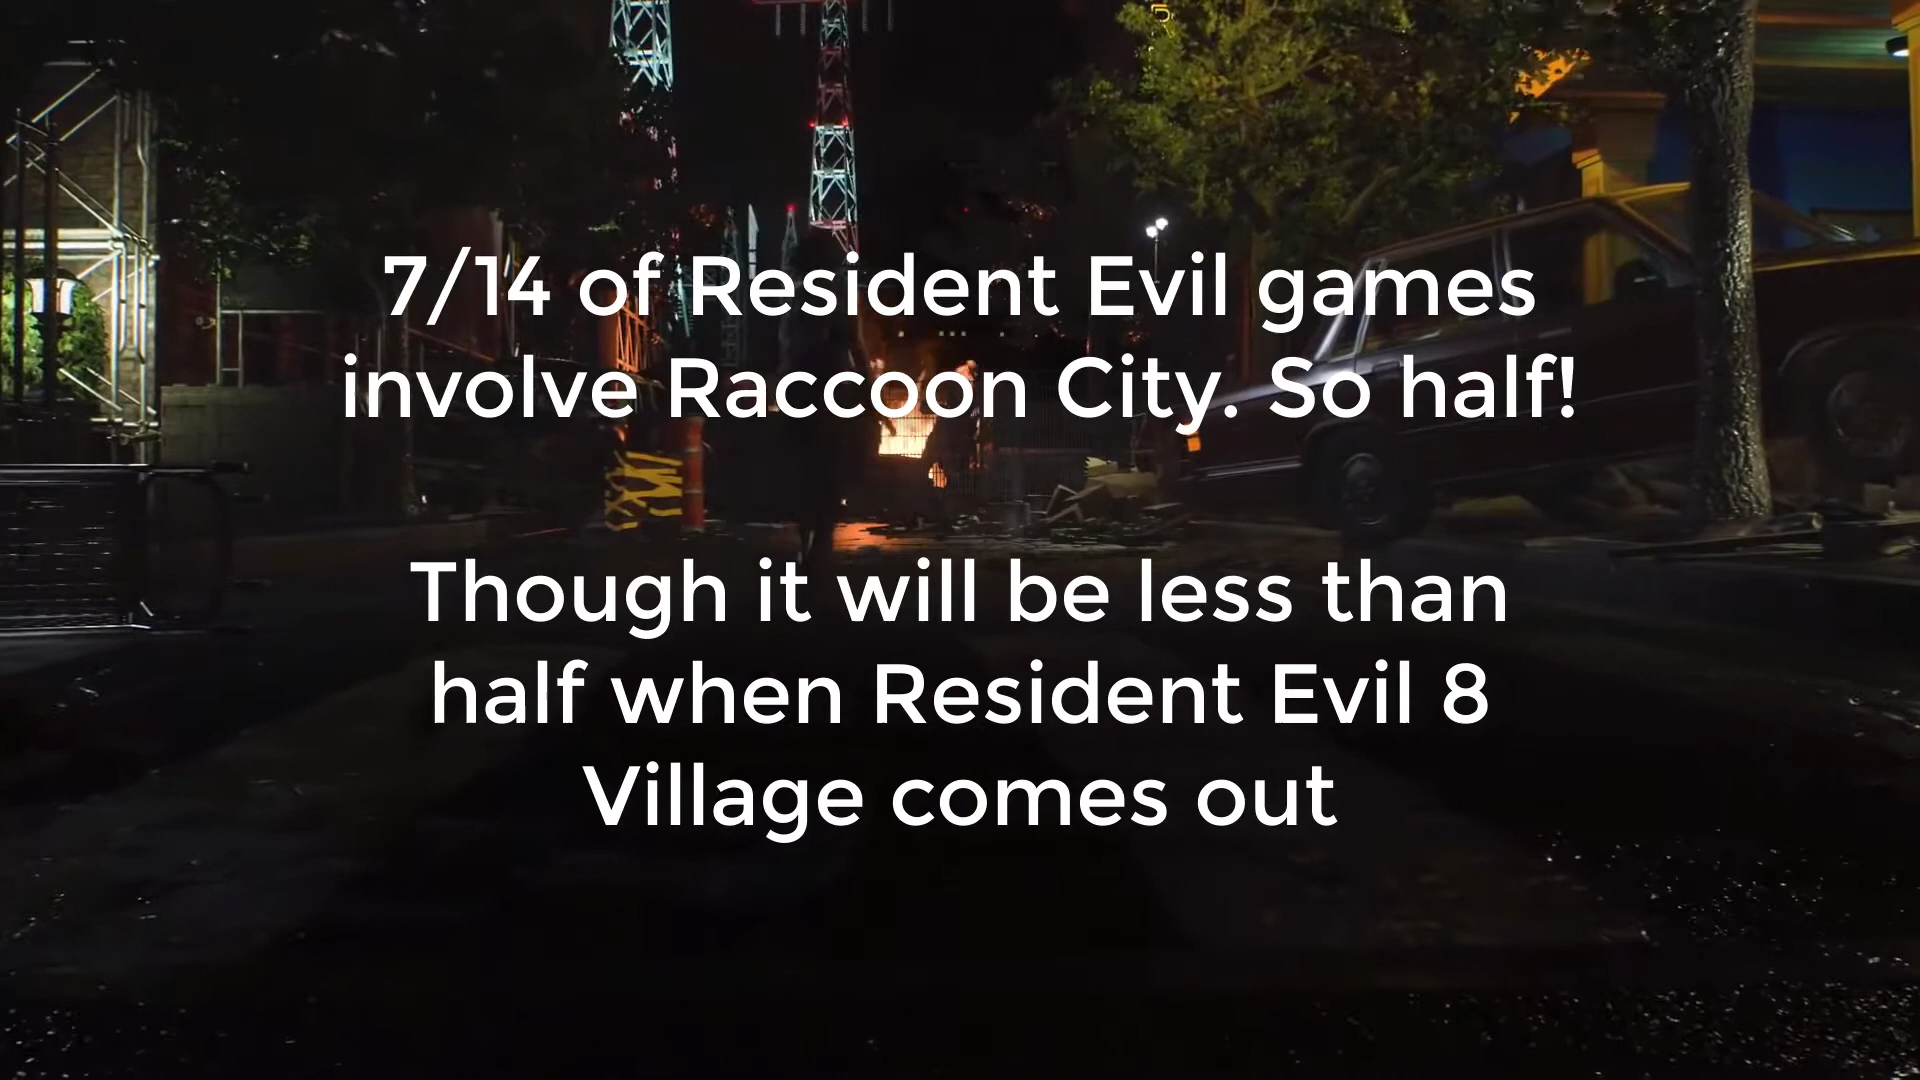 7/14 of Resident Evil games
involve Raccoon City. So half!
Though it will be less than
half when Resident Evil 8
Village comes out